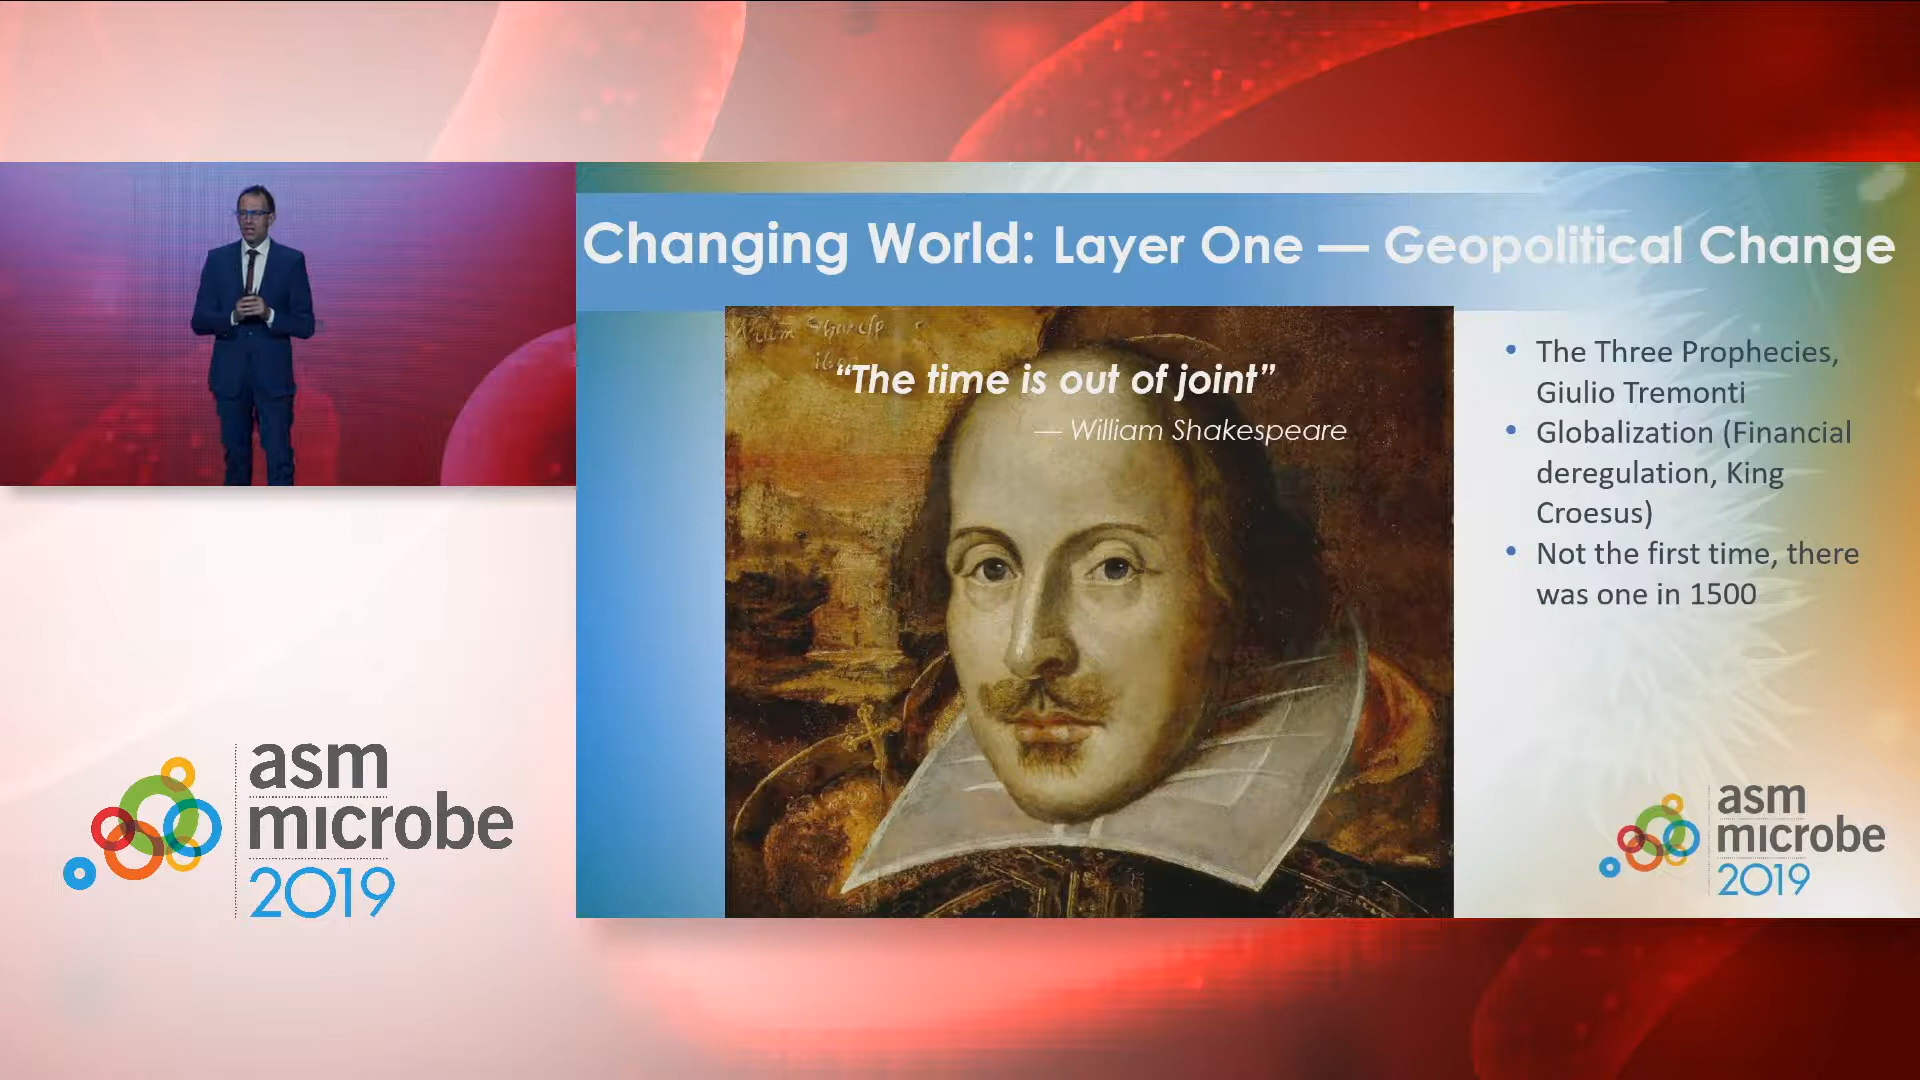 Changing World: Layer One — Geopolitical Change
“The time is out of joint”
— William Shakespeare
• The Three Prophecies,
Giulio Tremonti
• Globalization (Financial
deregulation, King
Croesus)
• Not the first time, there
was one in 1500
asm
microbe
2019
asm
microbe
2019